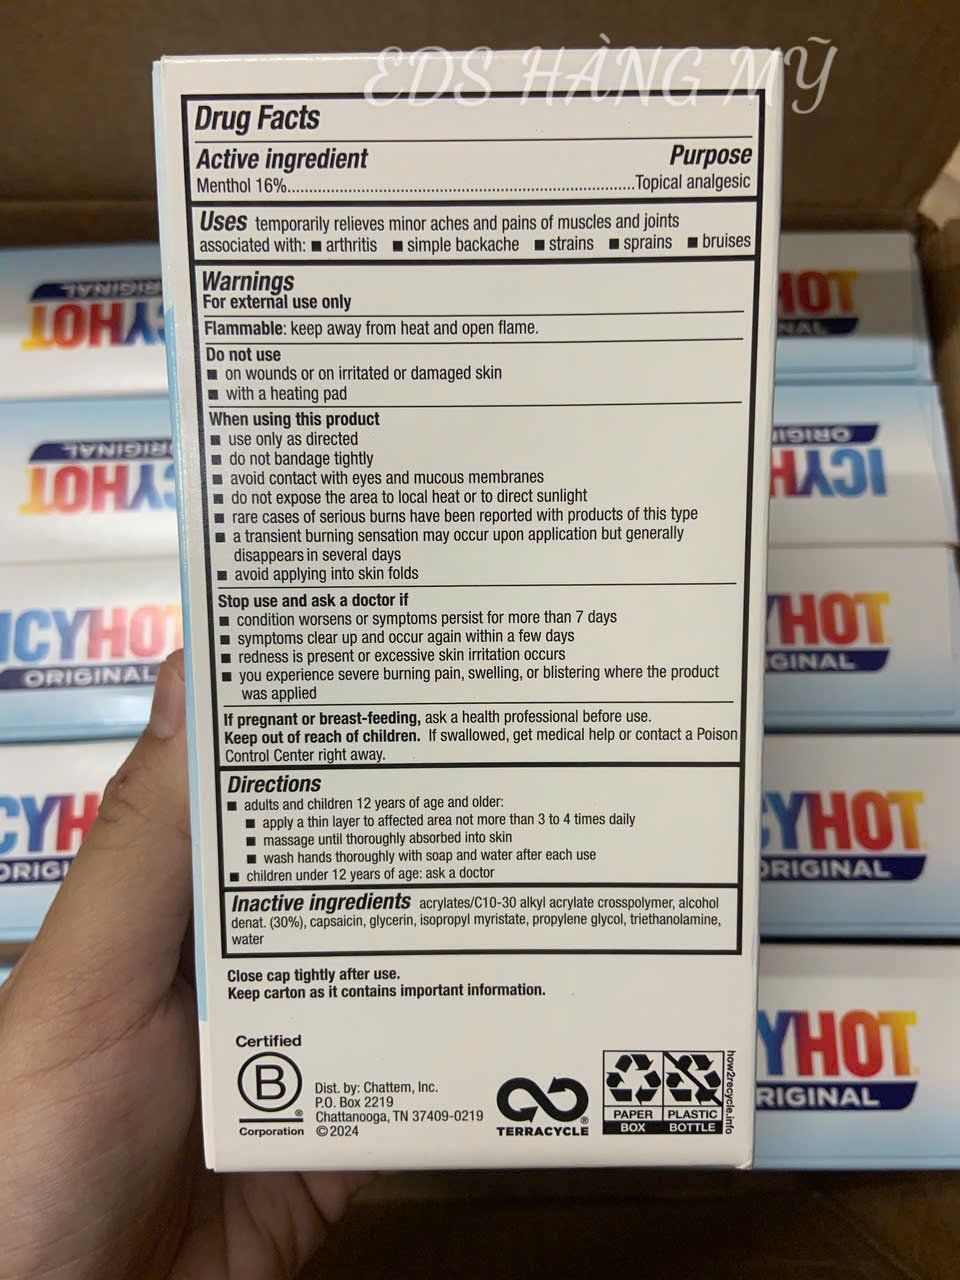 EDS HÀNG MỸ
Drug Facts
Active ingredient Purpose
Menthol 16%..........................................................................Topical analgesic
Uses temporarily relieves minor aches and pains of muscles and joints
associated with: ■ arthritis ■ simple backache ■ strains ■ sprains ■ bruises
Warnings
For external use only
Flammable: keep away from heat and open flame.
Do not use
■ on wounds or on irritated or damaged skin
■ with a heating pad
When using this product
■ use only as directed
■ do not bandage tightly
■ avoid contact with eyes and mucous membranes
■ do not expose the area to local heat or to direct sunlight
■ rare cases of serious burns have been reported with products of this type
■ a transient burning sensation may occur upon application but generally
disappears in several days
■ avoid applying into skin folds
Stop use and ask a doctor if
■ condition worsens or symptoms persist for more than 7 days
■ symptoms clear up and occur again within a few days
■ redness is present or excessive skin irritation occurs
■ you experience severe burning pain, swelling, or blistering where the product
was applied
If pregnant or breast-feeding, ask a health professional before use.
Keep out of reach of children. If swallowed, get medical help or contact a Poison
Control Center right away.
Directions
■ adults and children 12 years of age and older:
■ apply a thin layer to affected area not more than 3 to 4 times daily
■ massage until thoroughly absorbed into skin
■ wash hands thoroughly with soap and water after each use
■ children under 12 years of age: ask a doctor
Inactive ingredients acrylates/C10-30 alkyl acrylate crosspolymer, alcohol
denat. (30%), capsaicin, glycerin, isopropyl myristate, propylene glycol, triethanolamine,
water
Close cap tightly after use.
Keep carton as it contains important information.
Certified
B
®
Corporation
Dist. by: Chattem, Inc.
P.O. Box 2219
Chattanooga, TN 37409-0219
©2024
®
TERRACYCLE
PAPER
BOX
PLASTIC
BOTTLE
how2recycle.info
ICYHOT
ORIGINAL
ICYHOT
ORIGINAL
ICYHOT
ORIGINAL
CYH
ORIGI
HOT
NAL
ICYH
ORIGI
YHOT
GINAL
CYHOT
ORIGINAL
YHOT
RIGINAL